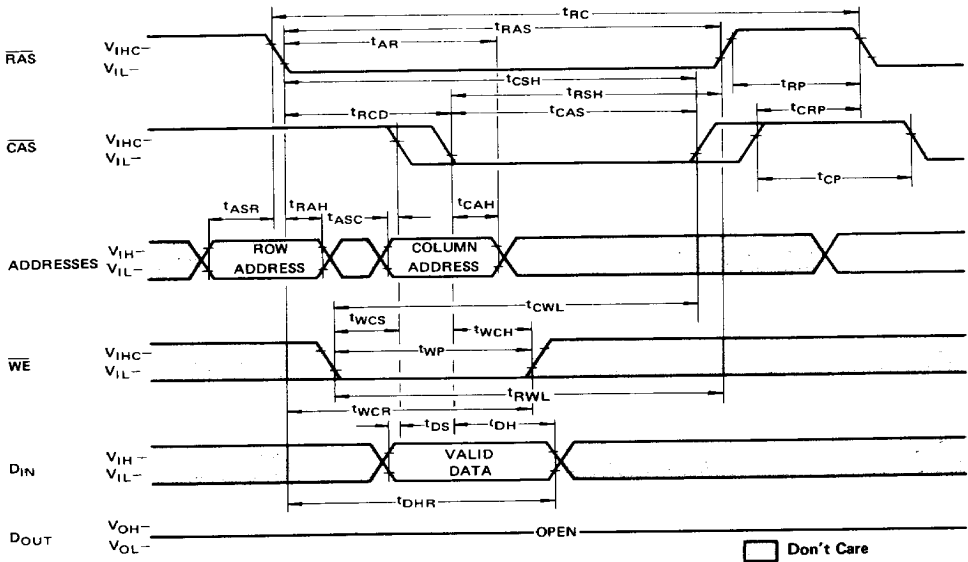 tRC
tRAS
tAR
RAS
VIHC–
VIL–
tCSH
tRP
tRSH
tRCD
tCAS
tCRP
CAS
VIHC–
VIL–
tCP
tASR
tRAH
tASC
tCAH
ADDRESSES
VIH–
VIL–
ROW
ADDRESS
COLUMN
ADDRESS
tCWL
tWCS
tWCH
WE
VIHC–
VIL–
tWP
tRWL
tWCR
tDS
tDH
DIN
VIH–
VIL–
VALID
DATA
tDHR
DOUT
VOH–
VOL–
OPEN
Don't Care